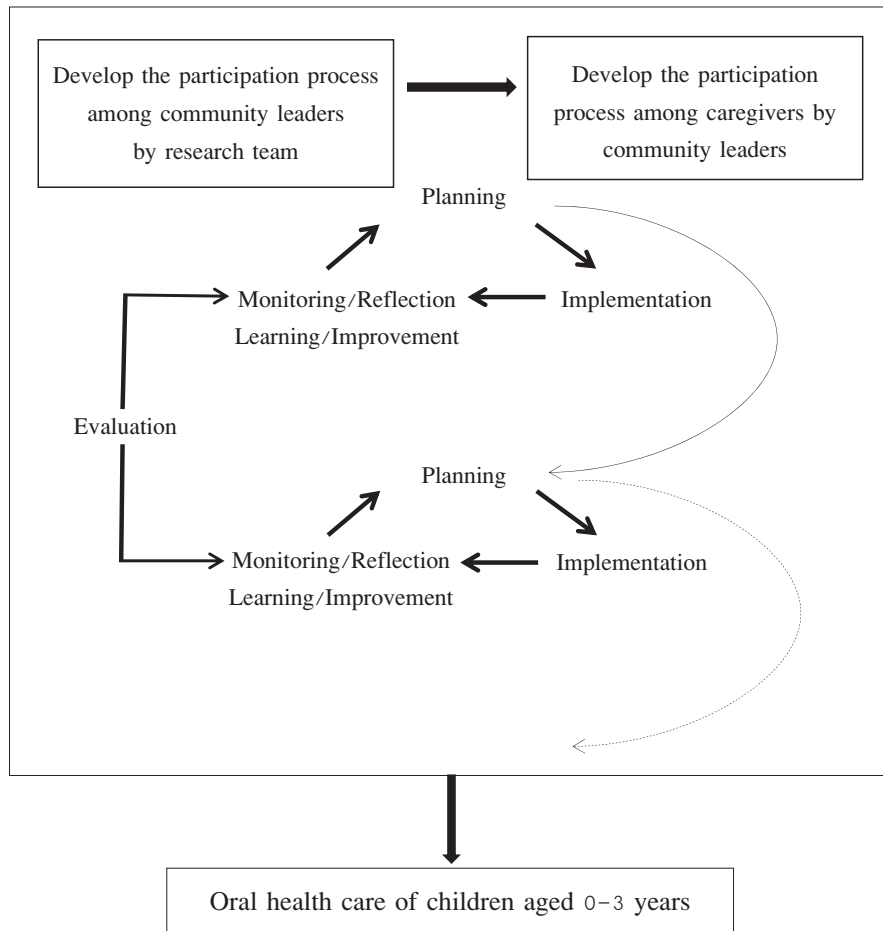 Develop the participation process
among community leaders
by research team
Develop the participation
process among caregivers by
community leaders
Planning
Monitoring/Reflection
Learning/Improvement
Implementation
Evaluation
Planning
Monitoring/Reflection
Learning/Improvement
Implementation
Oral health care of children aged 0-3 years